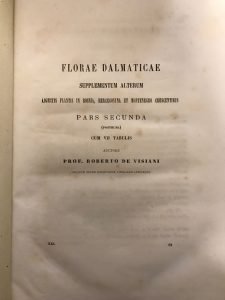 FLORAE DALMATICAE
SUPPLEMENTUM ALTERUM
ADJECTIS PLANTIS IN BOSNIA, HERCEGOVINA ET MONTENEGRO CRESCENTIBUS
PARS SECUNDA
(POSTHUMA)
CUM VII TABULIS
AUCTORE
PROF. ROBERTO DE VISIANI